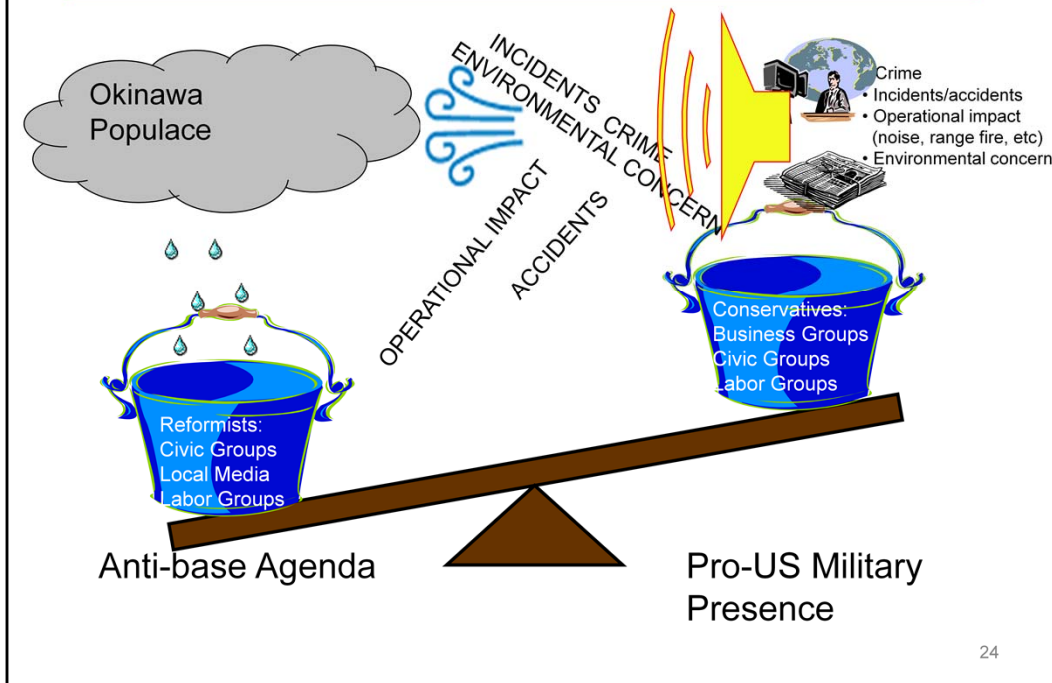 Okinawa
Populace
INCIDENTS CRIME
ENVIRONMENTAL CONCERN
OPERATIONAL IMPACT
ACCIDENTS
Crime
• Incidents/accidents
• Operational impact
(noise, range fire, etc)
• Environmental concern
Reformists:
Civic Groups
Local Media
Labor Groups
Conservatives:
Business Groups
Civic Groups
Labor Groups
Anti-base Agenda
Pro-US Military
Presence
24